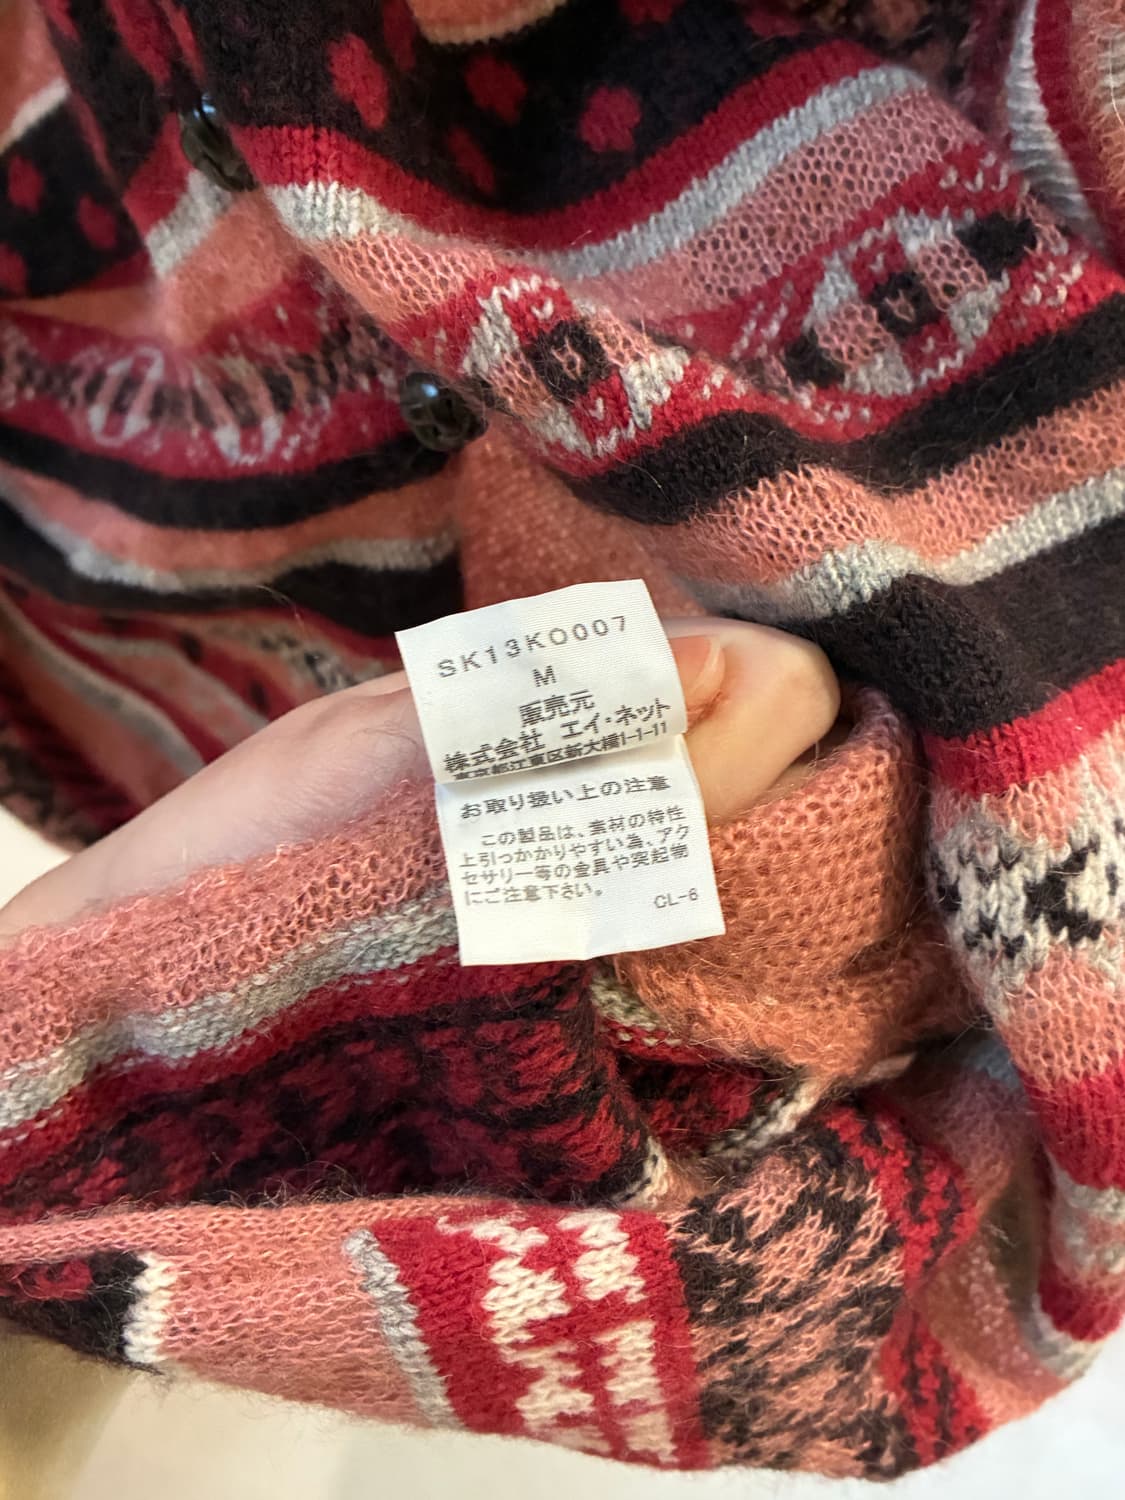 SK13KO007
M
販売元
株式会社 エイ・ネット
東京都江東区新大橋1-1-11
お取り扱い上の注意
この製品は、素材の特性
上引っかかりやすい為、アク
セサリー等の金具や突起物
にご注意下さい。
CL-6